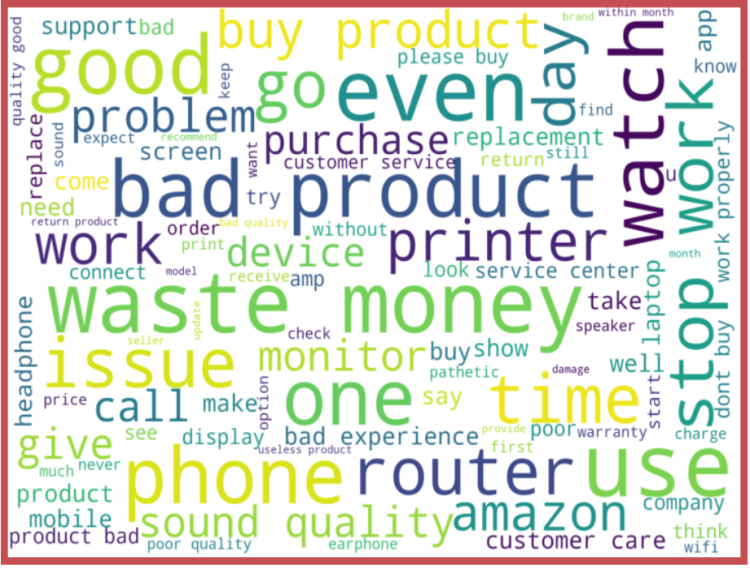 within month
brand
support
bad
buy product
app
quality good
good
please buy
day
watch
know
keep
go
even
find
stop work
problem
replace
sound
expect
recommend
purchase
replacement
screen
want
customer service
return
still
work properly
u
come
bad product
try
need
return product
order
bad quality
without
work
print
device
printer
month
connect
model
receive
amp
look
service center
laptop
waste money
take
headphone
update
check
speaker
seller
issue
monitor
buy
show
well
dont buy
pathetic
damage
price
call
make
option
one
say
time
start
give
see
display
bad experience
provide
poor
warranty
charge
first
useless product
much
never
phone
router
use
product
mobile
sound quality
amazon
company
think
product bad
poor quality
earphone
customer care
wifi